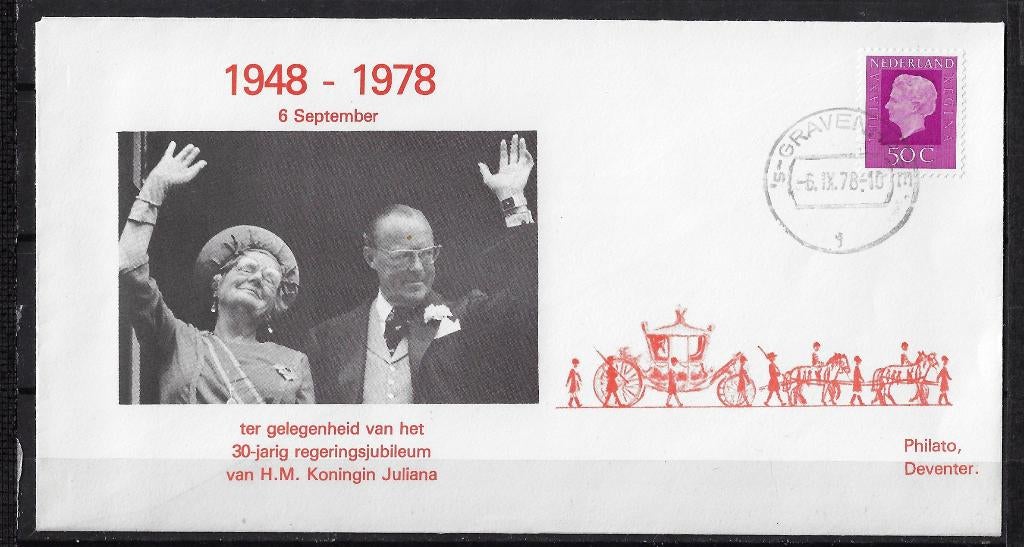 1948 - 1978
6 September
NEDERLAND
JULIANA
REGINA
50 C
'S-GRAVEN
-6.IX.78-10
1
ter gelegenheid van het
30-jarig regeringsjubileum
van H.M. Koningin Juliana
Philato,
Deventer.